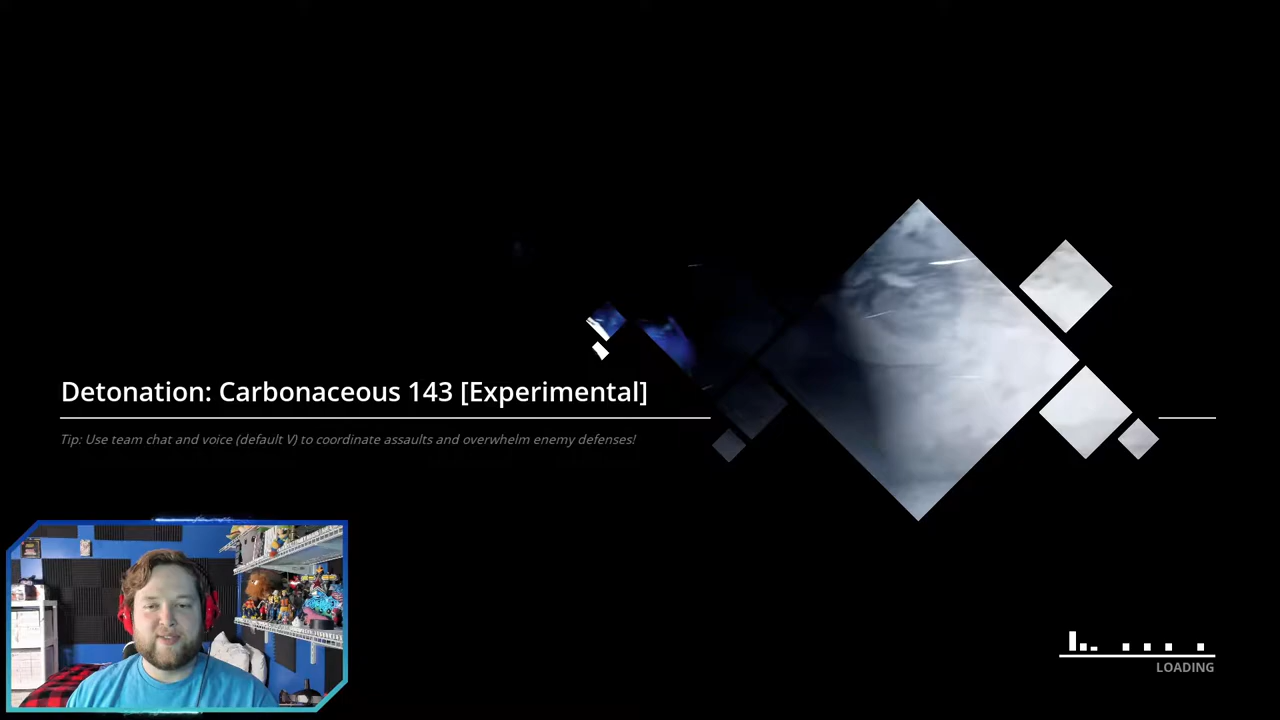 Detonation: Carbonaceous 143 [Experimental]
Tip: Use team chat and voice (default V) to coordinate assaults and overwhelm enemy defenses!
LOADING